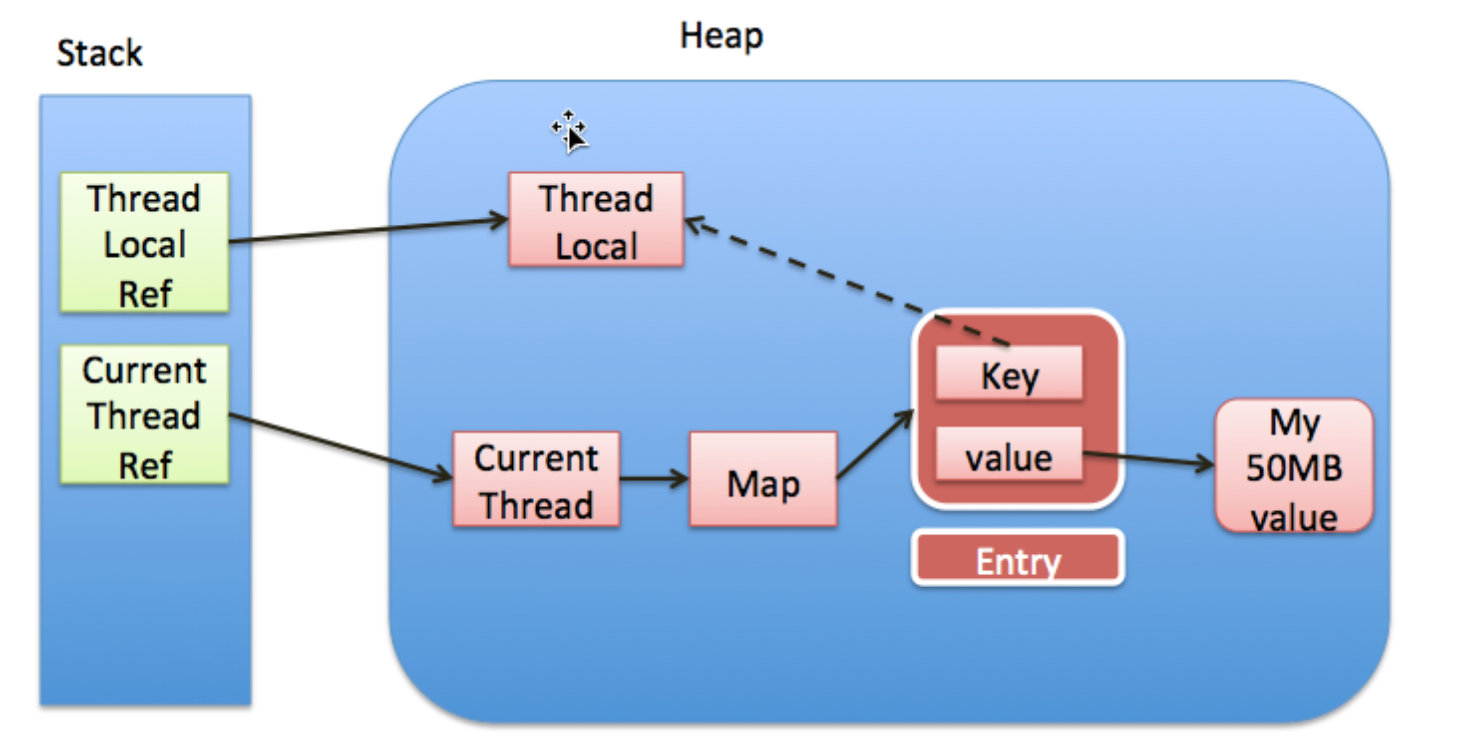 Stack
Heap
Thread
Local
Ref
Thread
Local
Current
Thread
Ref
Current
Thread
Map
Key
value
My
50MB
value
Entry